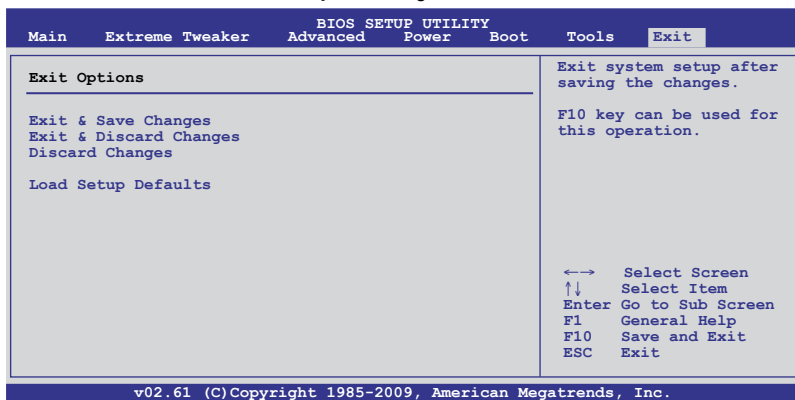 BIOS SETUP UTILITY
Main Extreme Tweaker Advanced Power Boot Tools Exit
Exit Options
Exit & Save Changes
Exit & Discard Changes
Discard Changes
Load Setup Defaults
Exit system setup after
saving the changes.
F10 key can be used for
this operation.
←→ Select Screen
↑↓ Select Item
Enter Go to Sub Screen
F1 General Help
F10 Save and Exit
ESC Exit
v02.61 (C)Copyright 1985-2009, American Megatrends, Inc.